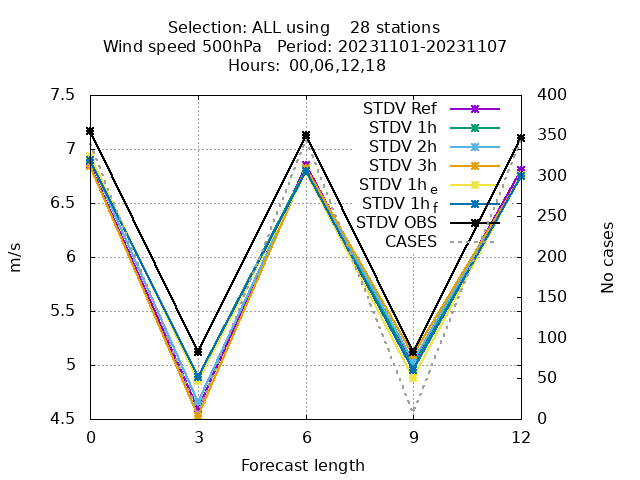 Selection: ALL using 28 stations
Wind speed 500hPa Period: 20231101-20231107
Hours: 00,06,12,18
7.5
7
6.5
6
5.5
5
4.5
400
350
300
250
200
150
100
50
0
STDV Ref
STDV 1h
STDV 2h
STDV 3h
STDV 1h e
STDV 1h f
STDV OBS
CASES
m/s
No cases
0 3 6 9 12
Forecast length